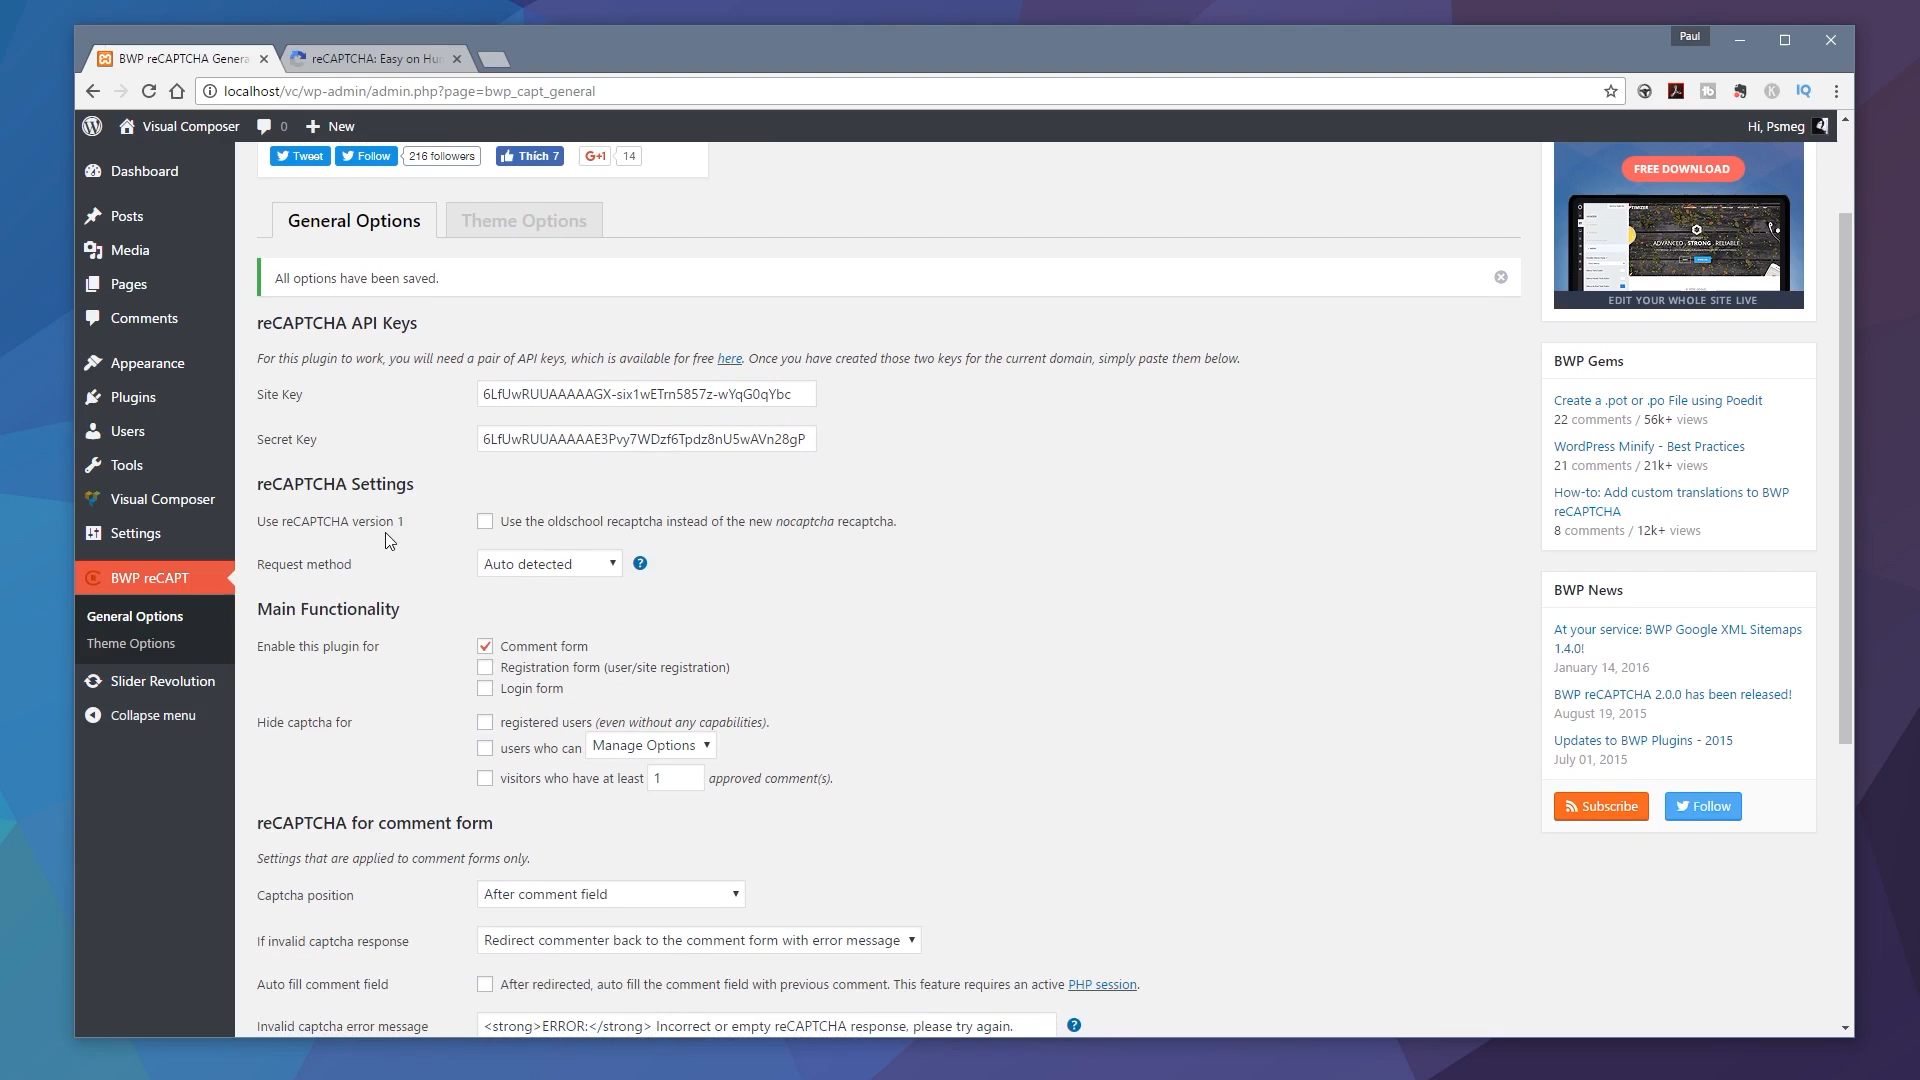 Paul
BWP reCAPTCHA Genera
reCAPTCHA: Easy on Hum
localhost/vc/wp-admin/admin.php?page=bwp_capt_general
Visual Composer
0
New
Hi, Psmeg
Dashboard
Posts
Media
Pages
Comments
Appearance
Plugins
Users
Tools
Visual Composer
Settings
BWP reCAPT
General Options
Theme Options
Slider Revolution
Collapse menu
Tweet
Follow
216 followers
Thích 7
G+1
14
General Options
Theme Options
All options have been saved.
reCAPTCHA API Keys
For this plugin to work, you will need a pair of API keys, which is available for free here. Once you have created those two keys for the current domain, simply paste them below.
Site Key
6LfUwRUUAAAAAGX-six1wETrn5857z-wYqG0qYbc
Secret Key
6LfUwRUUAAAAAE3Pvy7WDzf6Tpdz8nU5wAVn28gP
reCAPTCHA Settings
Use reCAPTCHA version 1
Use the oldschool recaptcha instead of the new nocaptcha recaptcha.
Request method
Auto detected
Main Functionality
Enable this plugin for
Comment form
Registration form (user/site registration)
Login form
Hide captcha for
registered users (even without any capabilities).
users who can Manage Options
visitors who have at least 1 approved comment(s).
reCAPTCHA for comment form
Settings that are applied to comment forms only.
Captcha position
After comment field
If invalid captcha response
Redirect commenter back to the comment form with error message
Auto fill comment field
After redirected, auto fill the comment field with previous comment. This feature requires an active PHP session.
Invalid captcha error message
<strong>ERROR:</strong> Incorrect or empty reCAPTCHA response, please try again.
FREE DOWNLOAD
ADVANCED . STRONG . RELIABLE
EDIT YOUR WHOLE SITE LIVE
BWP Gems
Create a .pot or .po File using Poedit
22 comments / 56k+ views
WordPress Minify - Best Practices
21 comments / 21k+ views
How-to: Add custom translations to BWP
reCAPTCHA
8 comments / 12k+ views
BWP News
At your service: BWP Google XML Sitemaps
1.4.0!
January 14, 2016
BWP reCAPTCHA 2.0.0 has been released!
August 19, 2015
Updates to BWP Plugins - 2015
July 01, 2015
Subscribe
Follow